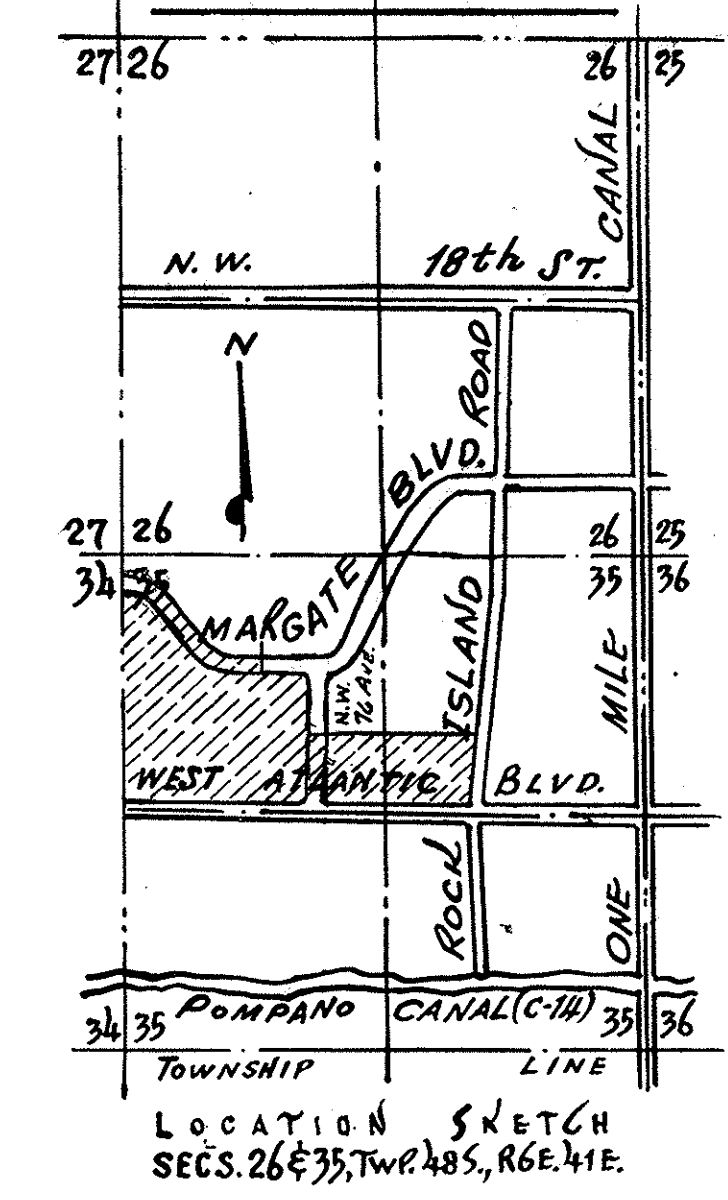 27 26
26 25
CANAL
N. W. 18th ST.
N
ROAD
BLVD.
27 26
26 25
34 35
35 36
MARGATE
ISLAND
N.W.
76 AVE.
MILE
WEST ATLANTIC BLVD.
ROCK
ONE
POMPANO CANAL (C-14)
34 35
35 36
TOWNSHIP LINE
LOCATION SKETCH
SECS. 26 & 35, TWP. 48 S., RGE. 41 E.